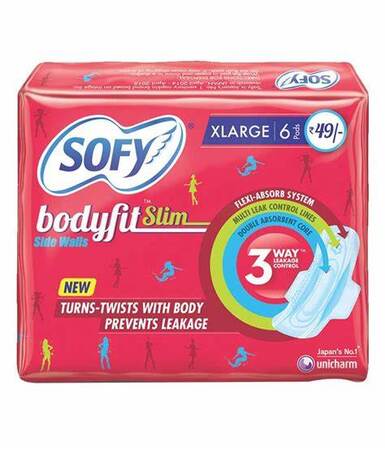 SOFY
XLARGE 6 Pads ₹49/-
SOFY
bodyfit Slim™
Side Walls
FLEXI-ABSORB SYSTEM
MULTI LEAK CONTROL LINES
DOUBLE ABSORBENT CORE
3 WAY LEAKAGE CONTROL
NEW
TURNS-TWISTS WITH BODY
PREVENTS LEAKAGE
Japan's No.1
unicharm